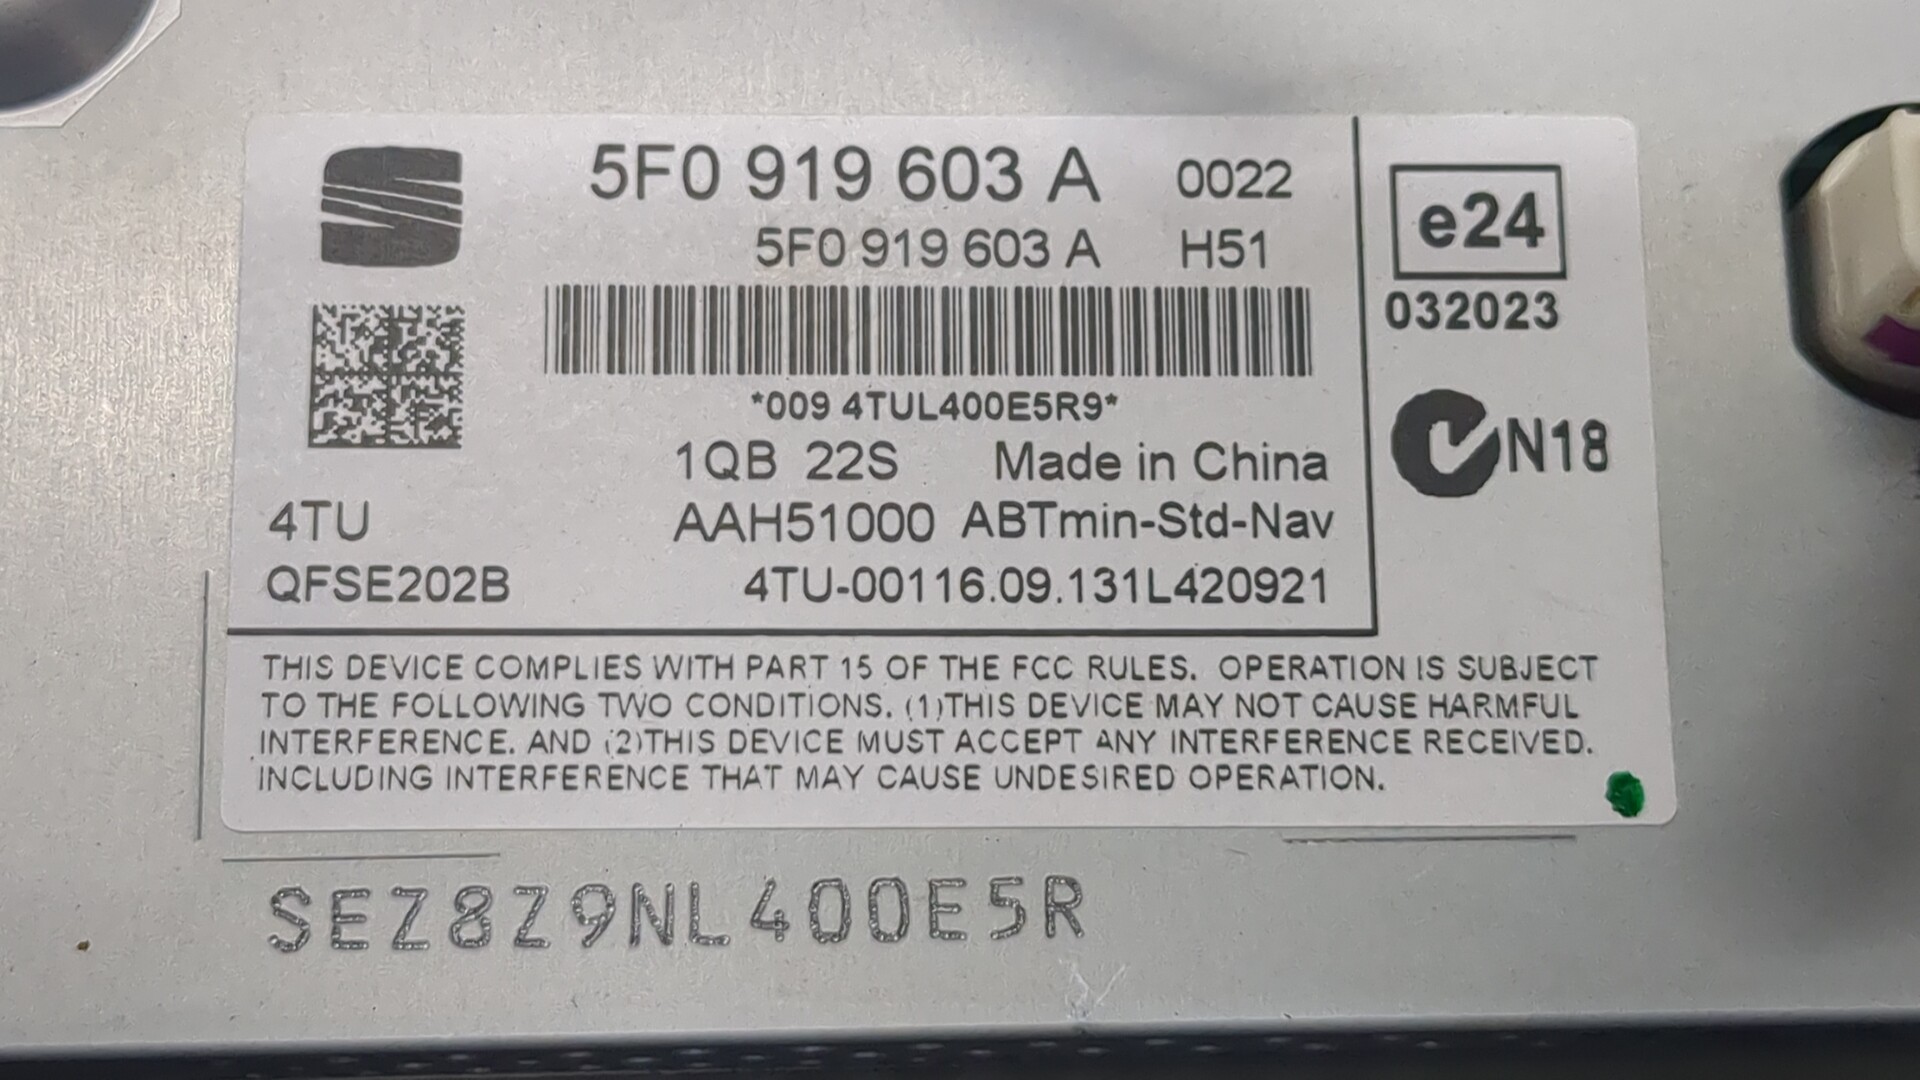 5F0 919 603 A 0022
5F0 919 603 A H51
*009 4TUL400E5R9*
1QB 22S Made in China
4TU AAH51000 ABTmin-Std-Nav
QFSE202B 4TU-00116.09.131L420921
e24
032023
N18
THIS DEVICE COMPLIES WITH PART 15 OF THE FCC RULES. OPERATION IS SUBJECT
TO THE FOLLOWING TWO CONDITIONS. (1)THIS DEVICE MAY NOT CAUSE HARMFUL
INTERFERENCE. AND (2)THIS DEVICE MUST ACCEPT ANY INTERFERENCE RECEIVED.
INCLUDING INTERFERENCE THAT MAY CAUSE UNDESIRED OPERATION.
SEZ8Z9NL400E5R